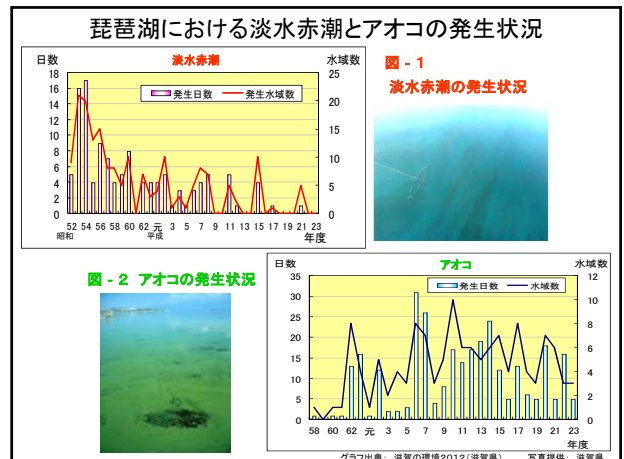 琵琶湖における淡水赤潮とアオコの発生状況
日数 淡水赤潮 水域数
発生日数 発生水域数
18
16
14
12
10
8
6
4
2
0
25
20
15
10
5
0
52 54 56 58 60 62 元 3 5 7 9 11 13 15 17 19 21 23
昭和 平成 年度
図 - 1
淡水赤潮の発生状況
図 - 2 アオコの発生状況
日数 アオコ 水域数
発生日数 水域数
35
30
25
20
15
10
5
0
12
10
8
6
4
2
0
58 60 62 元 3 5 7 9 11 13 15 17 19 21 23
年度
グラフ出典: 滋賀の環境2012(滋賀県) 写真提供: 滋賀県